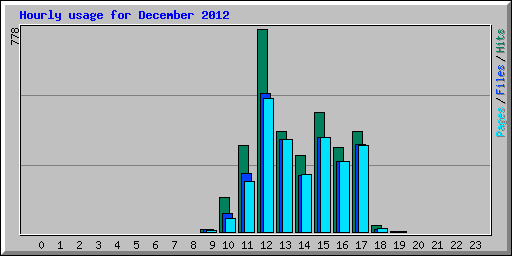 Hourly usage for December 2012
778
Pages/Files/Hits
0 1 2 3 4 5 6 7 8 9 10 11 12 13 14 15 16 17 18 19 20 21 22 23